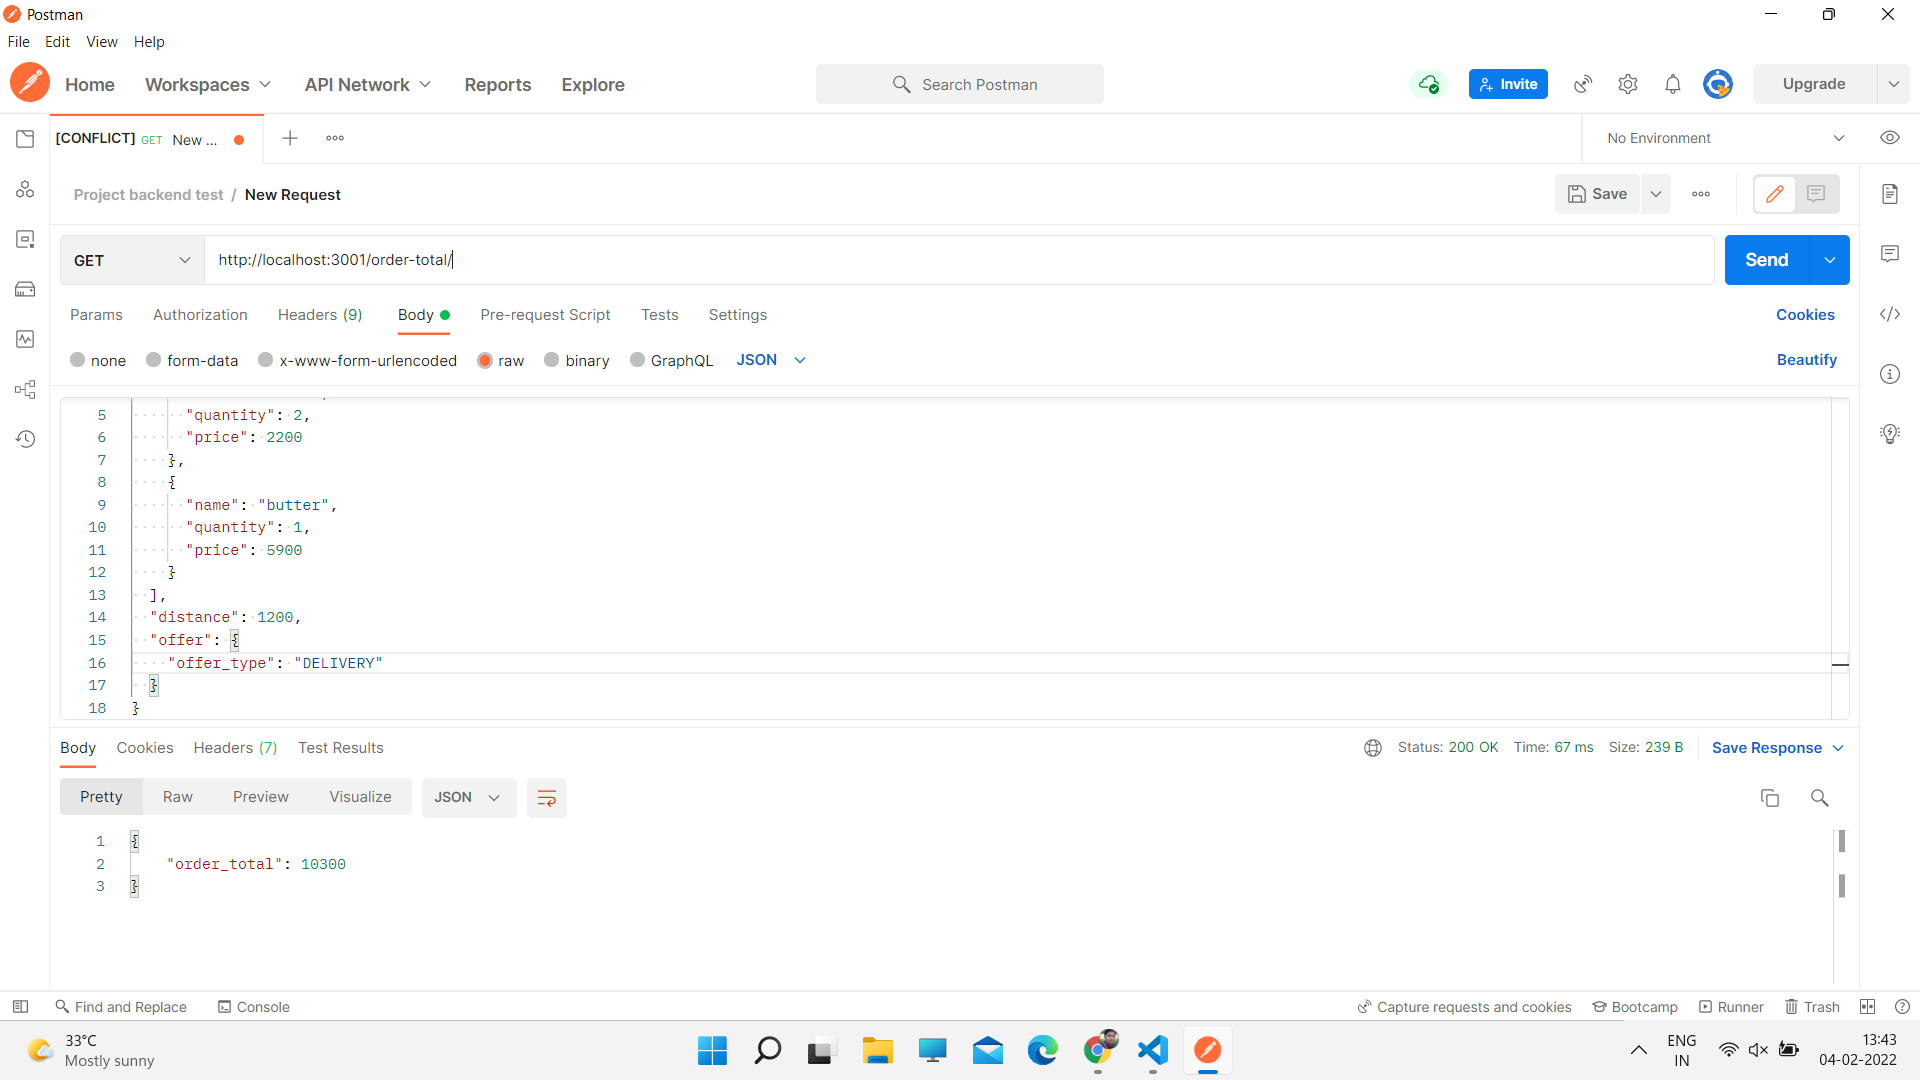 Postman
File Edit View Help
Home Workspaces API Network Reports Explore Search Postman Invite Upgrade
[CONFLICT] GET New ... No Environment
Project backend test / New Request Save
GET http://localhost:3001/order-total/ Send
Params Authorization Headers (9) Body Pre-request Script Tests Settings Cookies
none form-data x-www-form-urlencoded raw binary GraphQL JSON Beautify
5 "quantity": 2,
6 "price": 2200
7 },
8 {
9 "name": "butter",
10 "quantity": 1,
11 "price": 5900
12 }
13 ],
14 "distance": 1200,
15 "offer": {
16 "offer_type": "DELIVERY"
17 }
18 }
Body Cookies Headers (7) Test Results Status: 200 OK Time: 67 ms Size: 239 B Save Response
Pretty Raw Preview Visualize JSON
1 {
2 "order_total": 10300
3 }
Find and Replace Console Capture requests and cookies Bootcamp Runner Trash
33°C
Mostly sunny
ENG
IN
13:43
04-02-2022